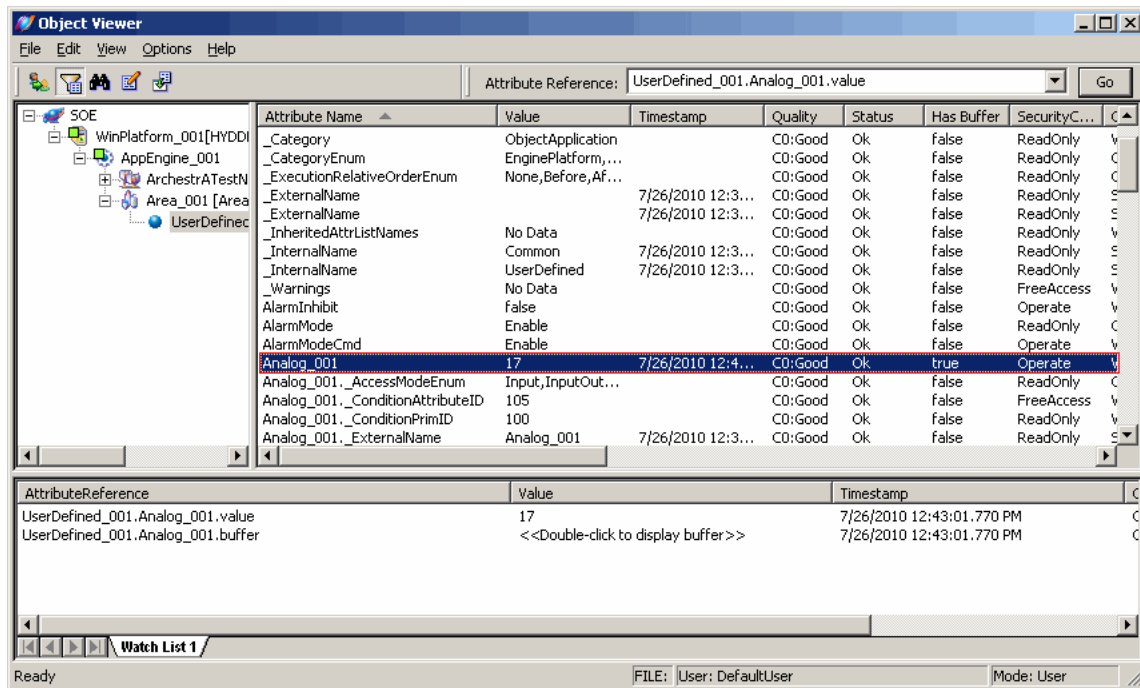 Object Viewer
File Edit View Options Help
Attribute Reference: UserDefined_001.Analog_001.value Go
SOE
WinPlatform_001[HYDDI
AppEngine_001
ArchestrATestN
Area_001 [Area
UserDefined
Attribute Name Value Timestamp Quality Status Has Buffer SecurityC...
_Category ObjectApplication C0:Good Ok false ReadOnly
_CategoryEnum EnginePlatform,... C0:Good Ok false ReadOnly
_ExecutionRelativeOrderEnum None,Before,Af... C0:Good Ok false ReadOnly
_ExternalName 7/26/2010 12:3... C0:Good Ok false ReadOnly
_ExternalName 7/26/2010 12:3... C0:Good Ok false ReadOnly
_InheritedAttrListNames No Data C0:Good Ok false ReadOnly
_InternalName Common 7/26/2010 12:3... C0:Good Ok false ReadOnly
_InternalName UserDefined 7/26/2010 12:3... C0:Good Ok false ReadOnly
_Warnings No Data C0:Good Ok false FreeAccess
AlarmInhibit false C0:Good Ok false Operate
AlarmMode Enable C0:Good Ok false ReadOnly
AlarmModeCmd Enable C0:Good Ok false Operate
Analog_001 17 7/26/2010 12:4... C0:Good Ok true Operate
Analog_001._AccessModeEnum Input,InputOut... C0:Good Ok false ReadOnly
Analog_001._ConditionAttributeID 105 C0:Good Ok false FreeAccess
Analog_001._ConditionPrimID 100 C0:Good Ok false ReadOnly
Analog_001._ExternalName Analog_001 7/26/2010 12:3... C0:Good Ok false ReadOnly
AttributeReference Value Timestamp
UserDefined_001.Analog_001.value 17 7/26/2010 12:43:01.770 PM
UserDefined_001.Analog_001.buffer <<Double-click to display buffer>> 7/26/2010 12:43:01.770 PM
Watch List 1
Ready FILE: User: DefaultUser Mode: User